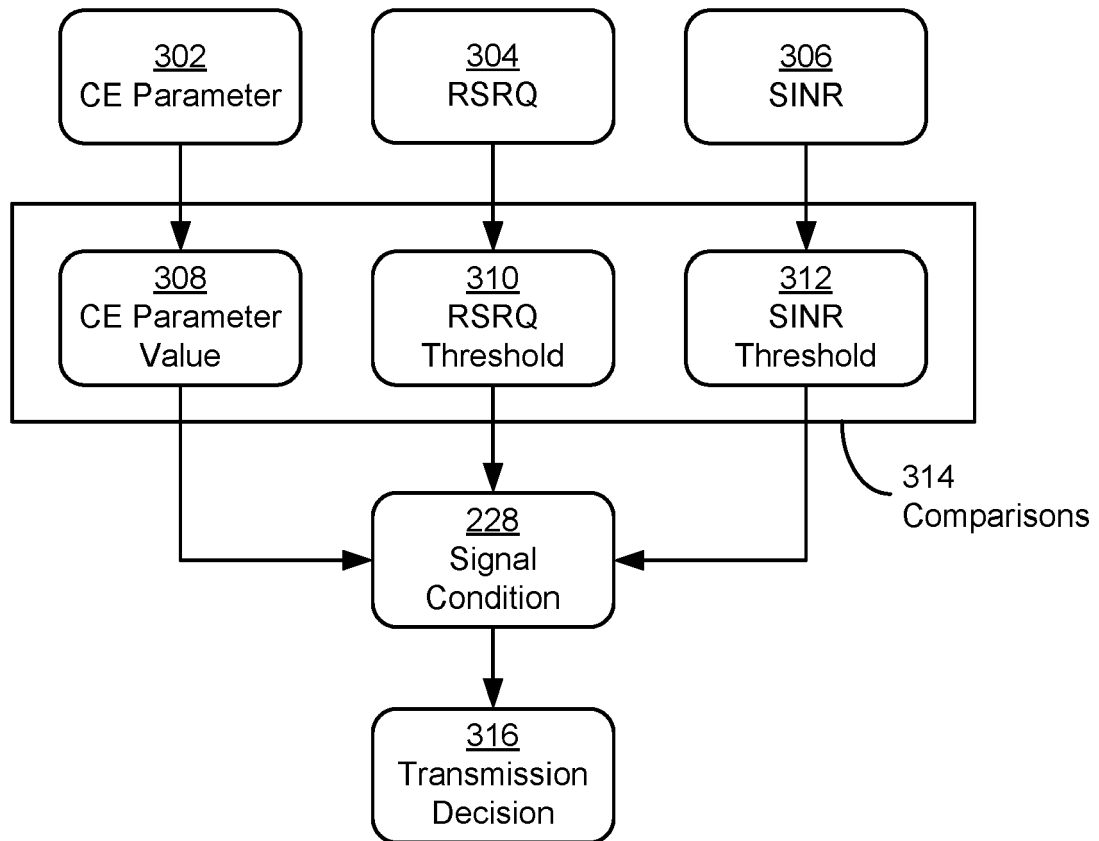 302
CE Parameter
304
RSRQ
306
SINR
308
CE Parameter
Value
310
RSRQ
Threshold
312
SINR
Threshold
314
Comparisons
228
Signal
Condition
316
Transmission
Decision